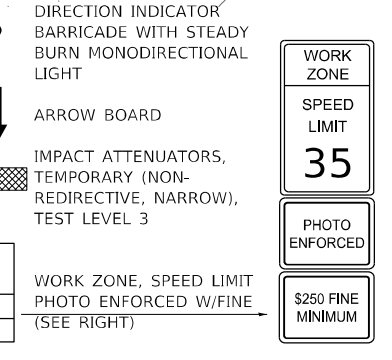 DIRECTION INDICATOR
BARRICADE WITH STEADY
BURN MONODIRECTIONAL
LIGHT
ARROW BOARD
IMPACT ATTENUATORS,
TEMPORARY (NON-
REDIRECTIVE, NARROW),
TEST LEVEL 3
WORK ZONE, SPEED LIMIT
PHOTO ENFORCED W/FINE
(SEE RIGHT)
WORK
ZONE
SPEED
LIMIT
35
PHOTO
ENFORCED
$250 FINE
MINIMUM